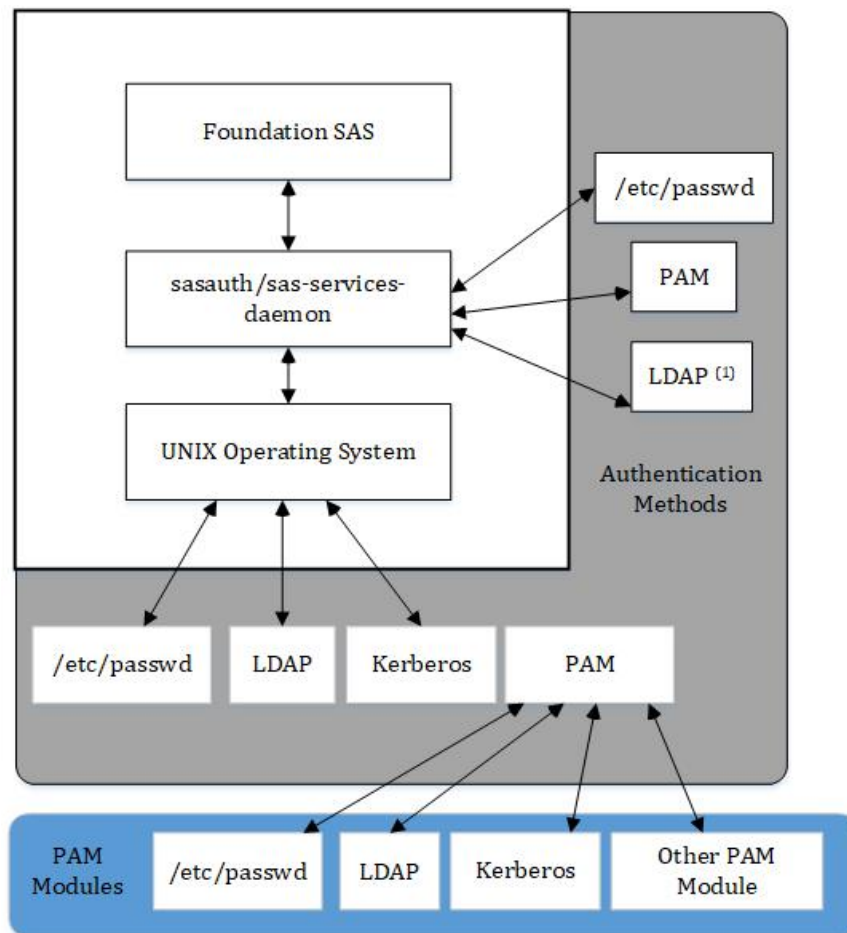 Foundation SAS
/etc/passwd
sasauth/sas-services-
daemon
PAM
LDAP (1)
UNIX Operating System
Authentication
Methods
/etc/passwd
LDAP
Kerberos
PAM
PAM
Modules
/etc/passwd
LDAP
Kerberos
Other PAM
Module